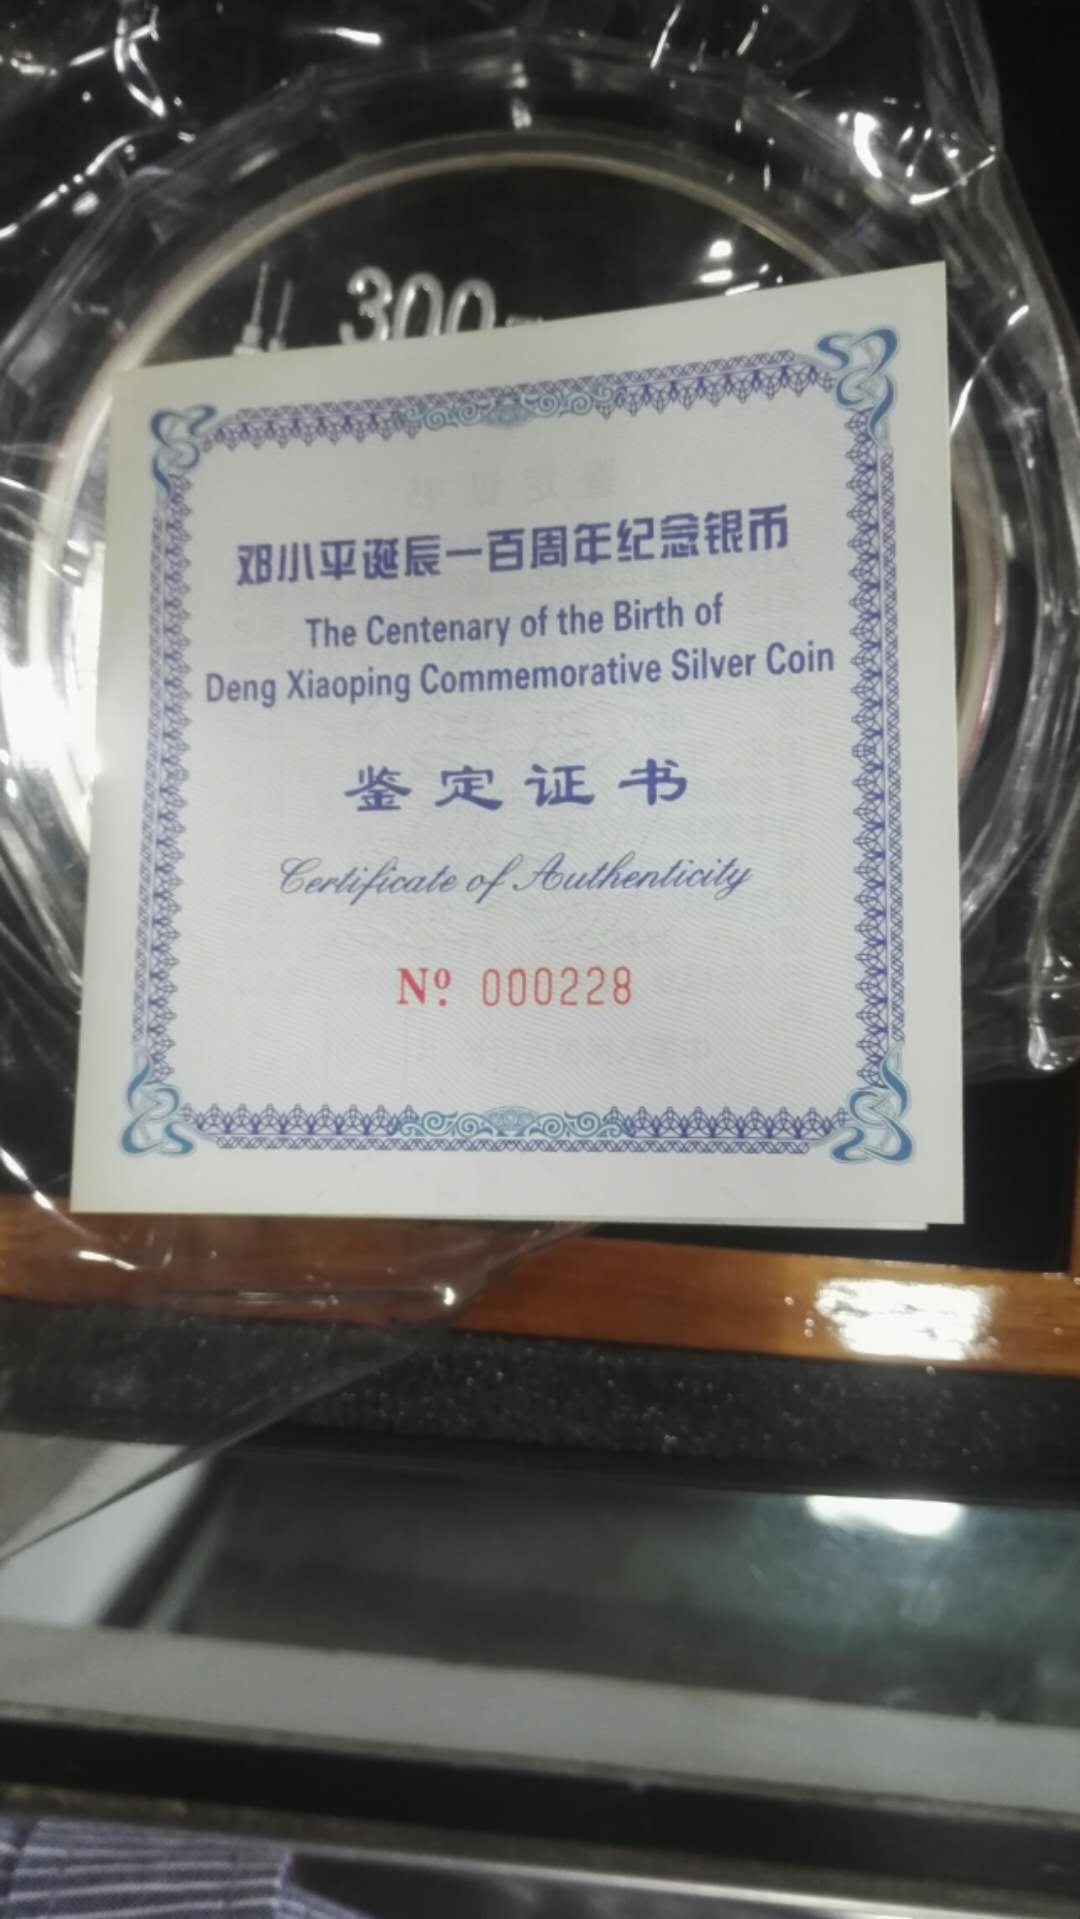 300
邓小平诞辰一百周年纪念银币
The Centenary of the Birth of
Deng Xiaoping Commemorative Silver Coin
鉴定证书
Certificate of Authenticity
Nº 000228